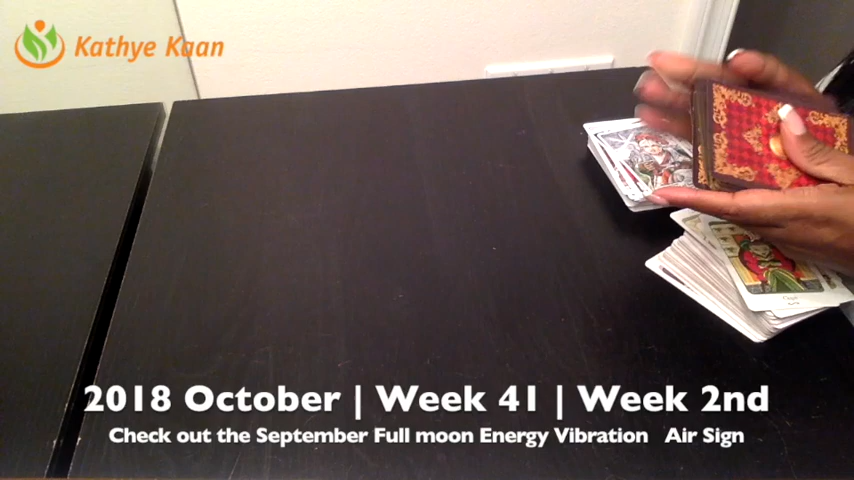 Kathye Kaan
2018 October | Week 41 | Week 2nd
Check out the September Full moon Energy Vibration Air Sign